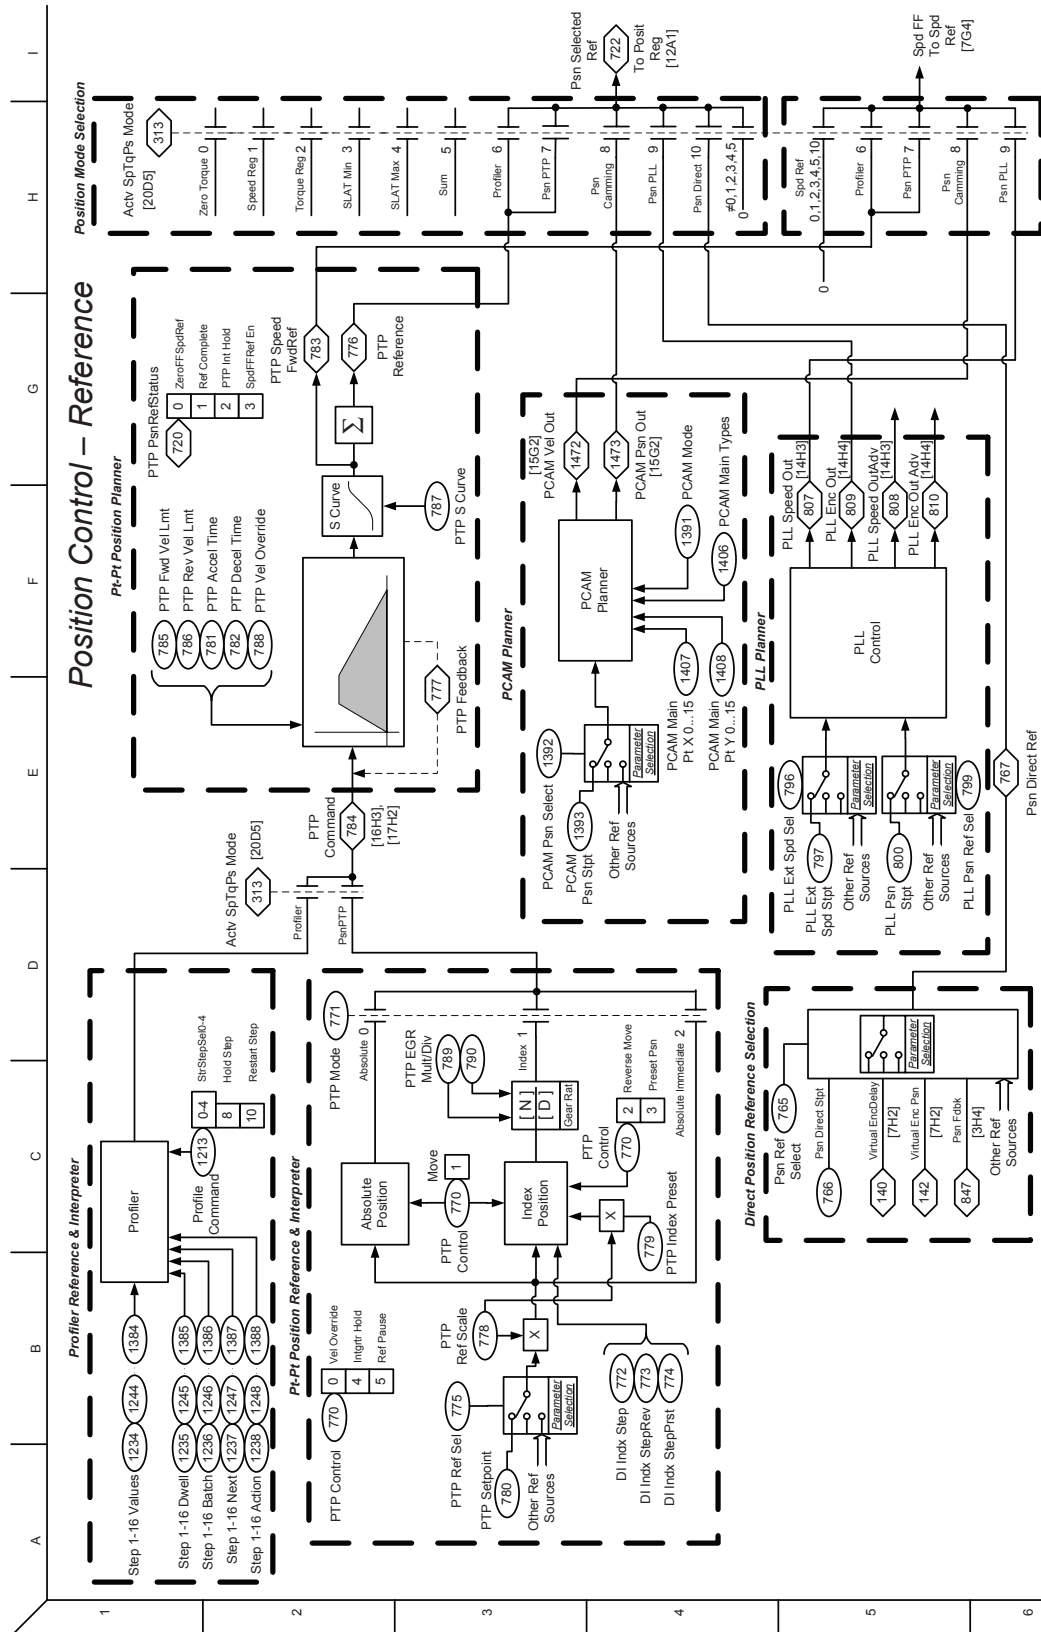 Position Control – Reference
A
B
C
D
E
F
G
H
I
1
2
3
4
5
6
Profiler Reference & Interpreter
Step 1-16 Values
1234
1244
1384
Step 1-16 Dwell
1235
1245
1385
Step 1-16 Batch
1236
1246
1386
Step 1-16 Next
1237
1247
1387
Step 1-16 Action
1238
1248
1388
Profiler
Profile
Command
1213
0-4
StrStepSel0-4
8
Hold Step
10
Restart Step
Pt-Pt Position Reference & Interpreter
PTP Control
770
0
Vel Override
4
Intgrtr Hold
5
Ref Pause
PTP Ref Sel
775
PTP Setpoint
780
Other Ref
Sources
Parameter
Selection
PTP
Ref Scale
778
X
DI Indx Step
772
DI Indx StepRev
773
DI Indx StepPrst
774
Absolute
Position
PTP
Control
770
Move
1
Index
Position
X
779
PTP Index Preset
PTP
Control
770
2
Reverse Move
3
Preset Psn
[ N ]
[ D ]
Gear Rat
PTP EGR
Mult/Div
789
790
PTP Mode
771
Absolute 0
Index 1
Absolute Immediate 2
Actv SpTqPs Mode
313
[20D5]
Profiler
PsnPTP
PTP
Command
784
[16H3],
[17H2]
Pt-Pt Position Planner
785
PTP Fwd Vel Lmt
786
PTP Rev Vel Lmt
781
PTP Accel Time
782
PTP Decel Time
788
PTP Vel Override
777
PTP Feedback
S Curve
787
PTP S Curve
Σ
PTP PsnRefStatus
720
0
ZeroFFSpdRef
1
Ref Complete
2
PTP Int Hold
3
SpdFFRef En
PTP Speed
FwdRef
783
776
PTP
Reference
PCAM Planner
PCAM Psn Select
1392
PCAM
Psn Stpt
1393
Other Ref
Sources
Parameter
Selection
PCAM
Planner
PCAM Main
Pt X 0...15
1407
PCAM Main
Pt Y 0...15
1408
1391
PCAM Mode
1406
PCAM Main Types
[15G2]
PCAM Vel Out
1472
1473
PCAM Psn Out
[15G2]
PLL Planner
PLL Ext Spd Sel
796
PLL Ext
Spd Stpt
797
Other Ref
Sources
Parameter
Selection
PLL Psn
Stpt
800
Other Ref
Sources
Parameter
Selection
PLL Psn Ref Sel
799
PLL
Control
PLL Speed Out
807
[14H3]
PLL Enc Out
809
[14H4]
PLL Speed OutAdv
808
[14H3]
PLL Enc Out Adv
810
[14H4]
Direct Position Reference Selection
Psn Ref
Select
765
Psn Direct Stpt
766
Virtual EncDelay
140
[7H2]
Virtual Enc Psn
142
[7H2]
Psn Fdbk
847
[3H4]
Other Ref
Sources
Parameter
Selection
767
Psn Direct Ref
Position Mode Selection
Actv SpTqPs Mode
[20D5]
313
Zero Torque 0
Speed Reg 1
Torque Reg 2
SLAT Min 3
SLAT Max 4
Sum 5
Profiler 6
Psn PTP 7
Psn
Camming 8
Psn PLL 9
Psn Direct 10
≠0,1,2,3,4,5
0
Psn Selected
Ref
722
To Posit
Reg
[12A1]
Spd Ref
0,1,2,3,4,5,10
0
Profiler 6
Psn PTP 7
Psn
Camming 8
Psn PLL 9
Spd FF
To Spd
Ref
[7G4]